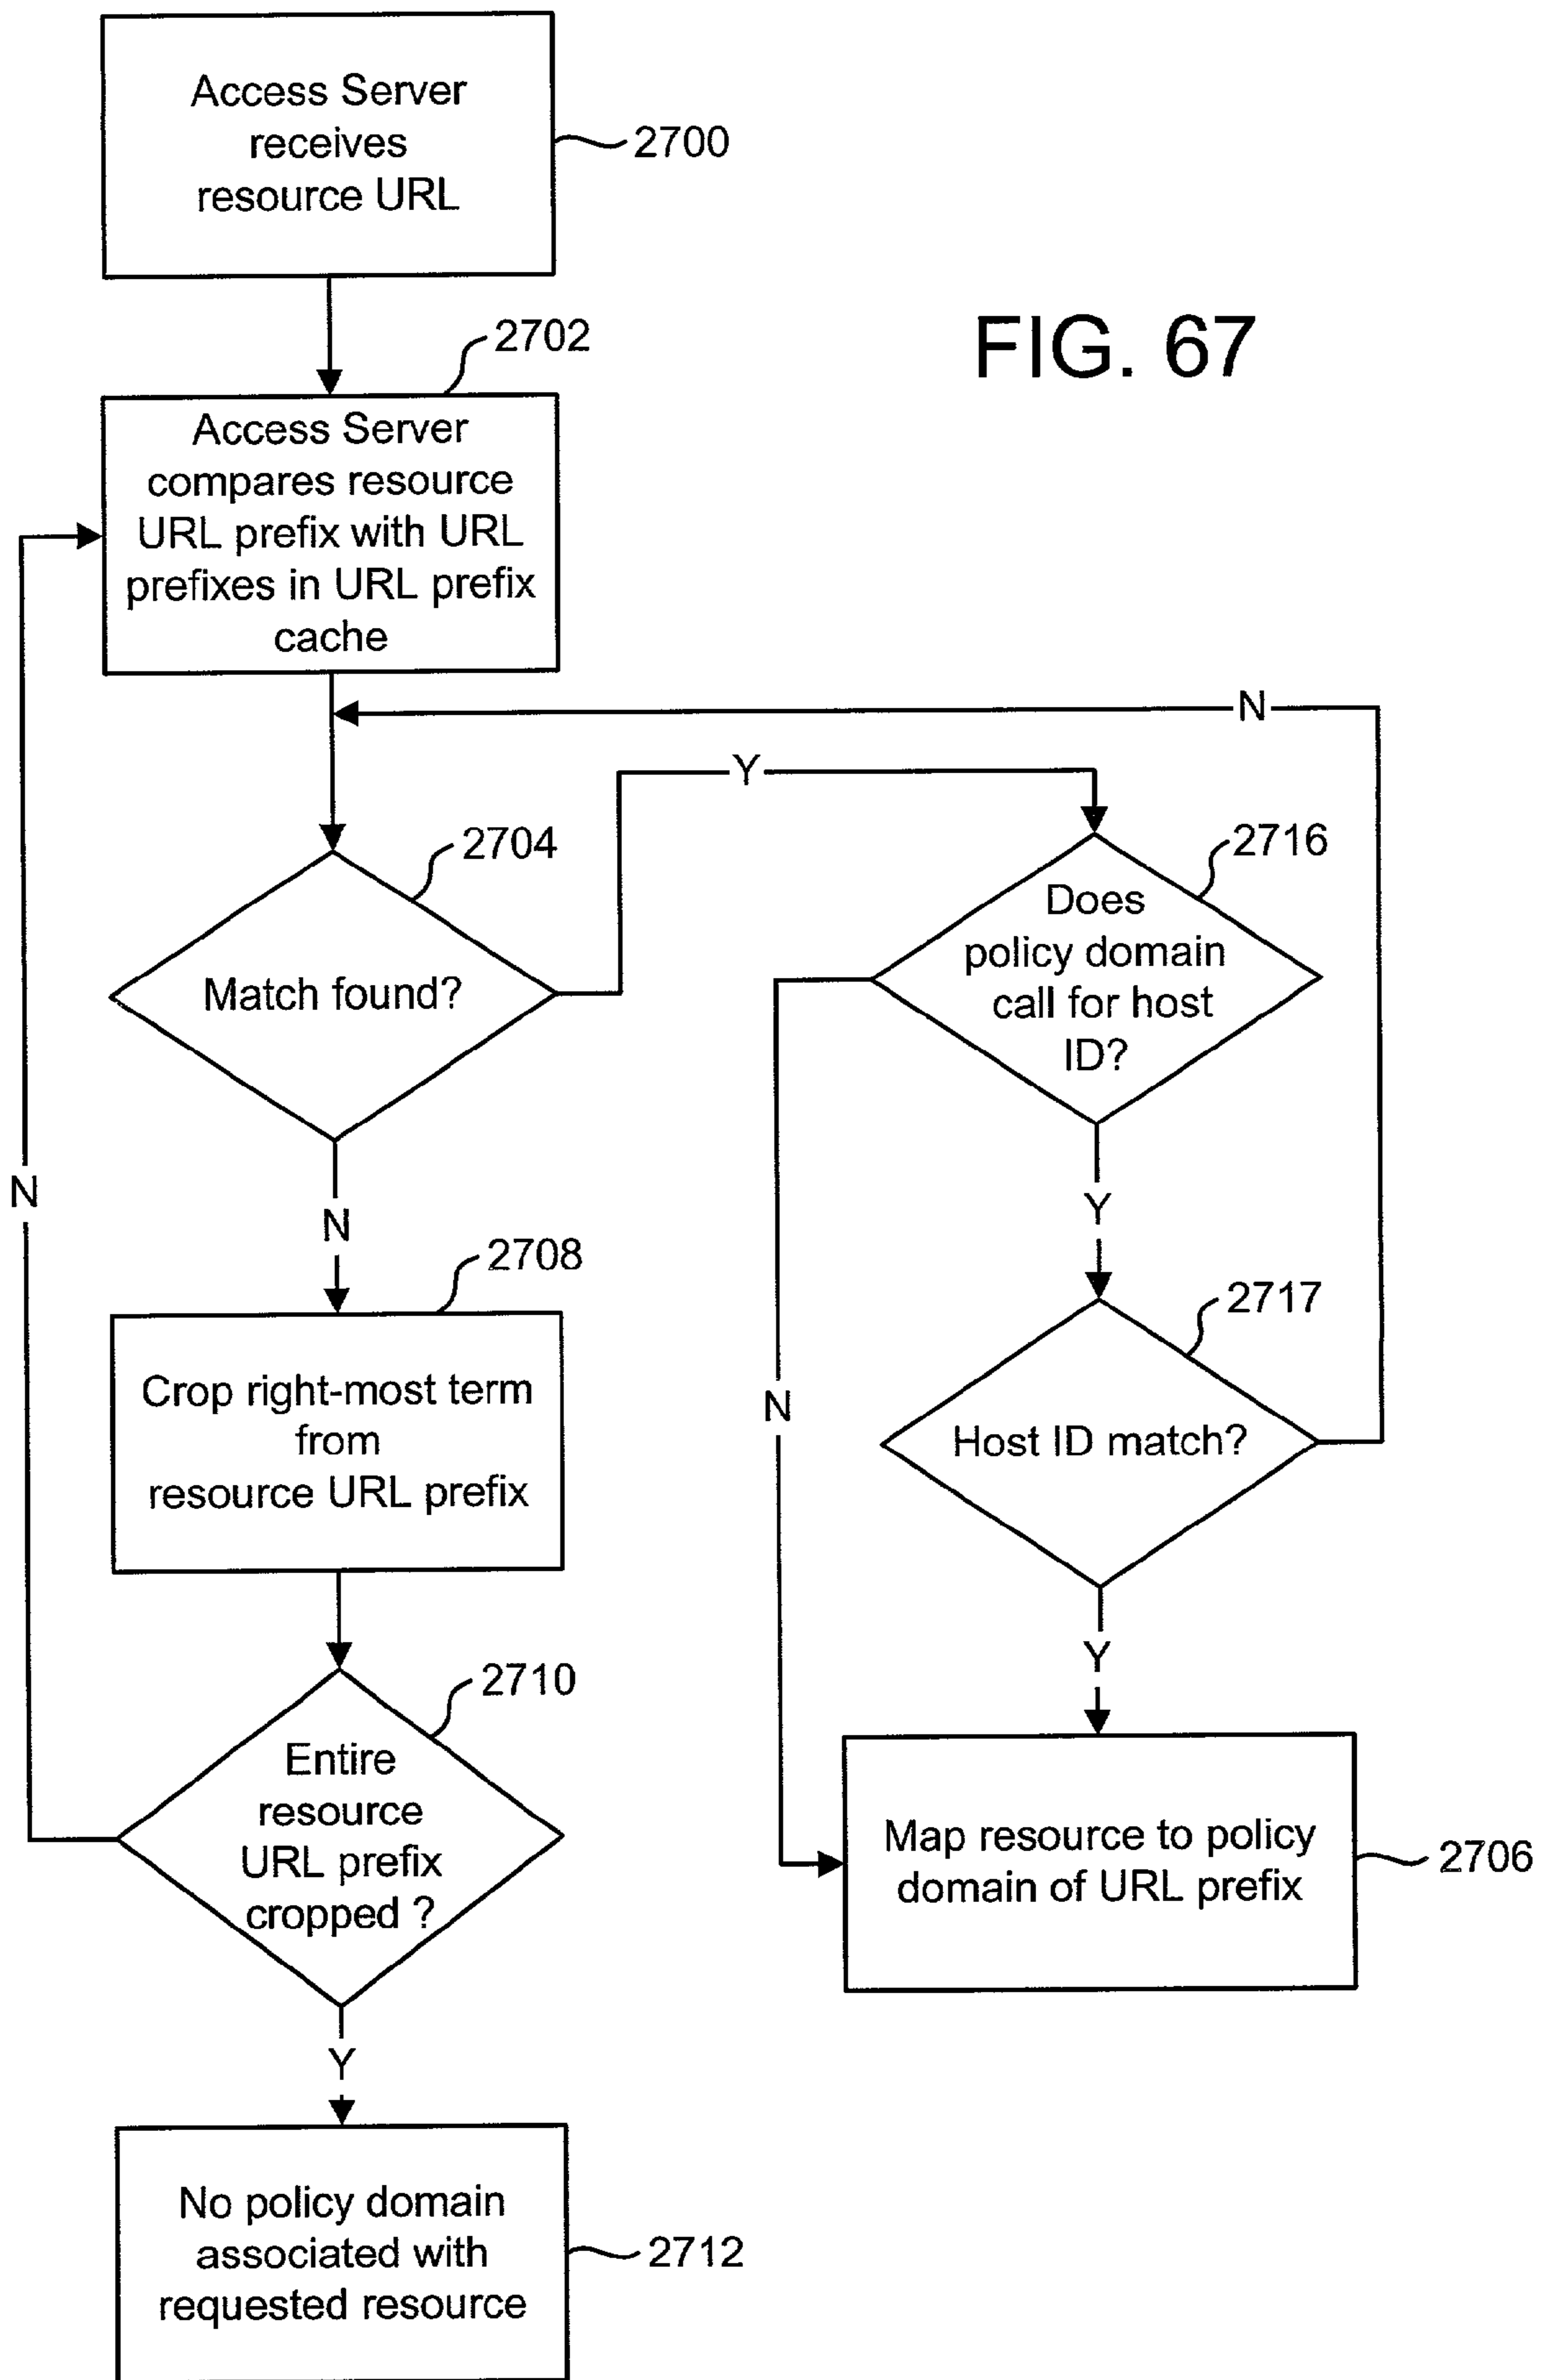 Access Server
receives
resource URL
2700
FIG. 67
2702
Access Server
compares resource
URL prefix with URL
prefixes in URL prefix
cache
N
Y
2704
Match found?
2716
Does
policy domain
call for host
ID?
N
N
Y
2708
Crop right-most term
from
resource URL prefix
N
2717
Host ID match?
Y
2710
Entire
resource
URL prefix
cropped ?
Map resource to policy
domain of URL prefix
2706
Y
No policy domain
associated with
requested resource
2712